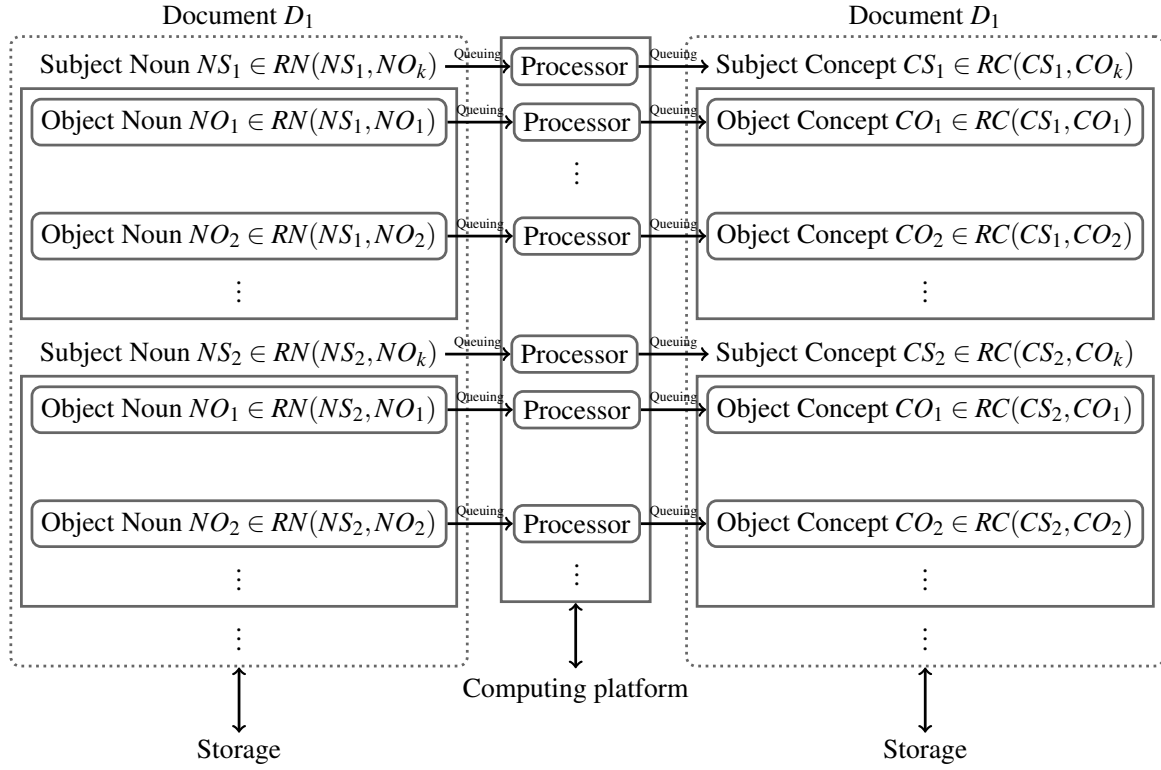 Document D₁
Document D₁
Subject Noun NS₁ ∈ RN(NS₁, NOₖ) Queuing Processor Queuing Subject Concept CS₁ ∈ RC(CS₁, COₖ)
Object Noun NO₁ ∈ RN(NS₁, NO₁) Queuing Processor Queuing Object Concept CO₁ ∈ RC(CS₁, CO₁)
⋮
Object Noun NO₂ ∈ RN(NS₁, NO₂) Queuing Processor Queuing Object Concept CO₂ ∈ RC(CS₁, CO₂)
⋮ ⋮
Subject Noun NS₂ ∈ RN(NS₂, NOₖ) Queuing Processor Queuing Subject Concept CS₂ ∈ RC(CS₂, COₖ)
Object Noun NO₁ ∈ RN(NS₂, NO₁) Queuing Processor Queuing Object Concept CO₁ ∈ RC(CS₂, CO₁)
Object Noun NO₂ ∈ RN(NS₂, NO₂) Queuing Processor Queuing Object Concept CO₂ ∈ RC(CS₂, CO₂)
⋮ ⋮ ⋮
⋮ ⋮
Computing platform
Storage
Storage